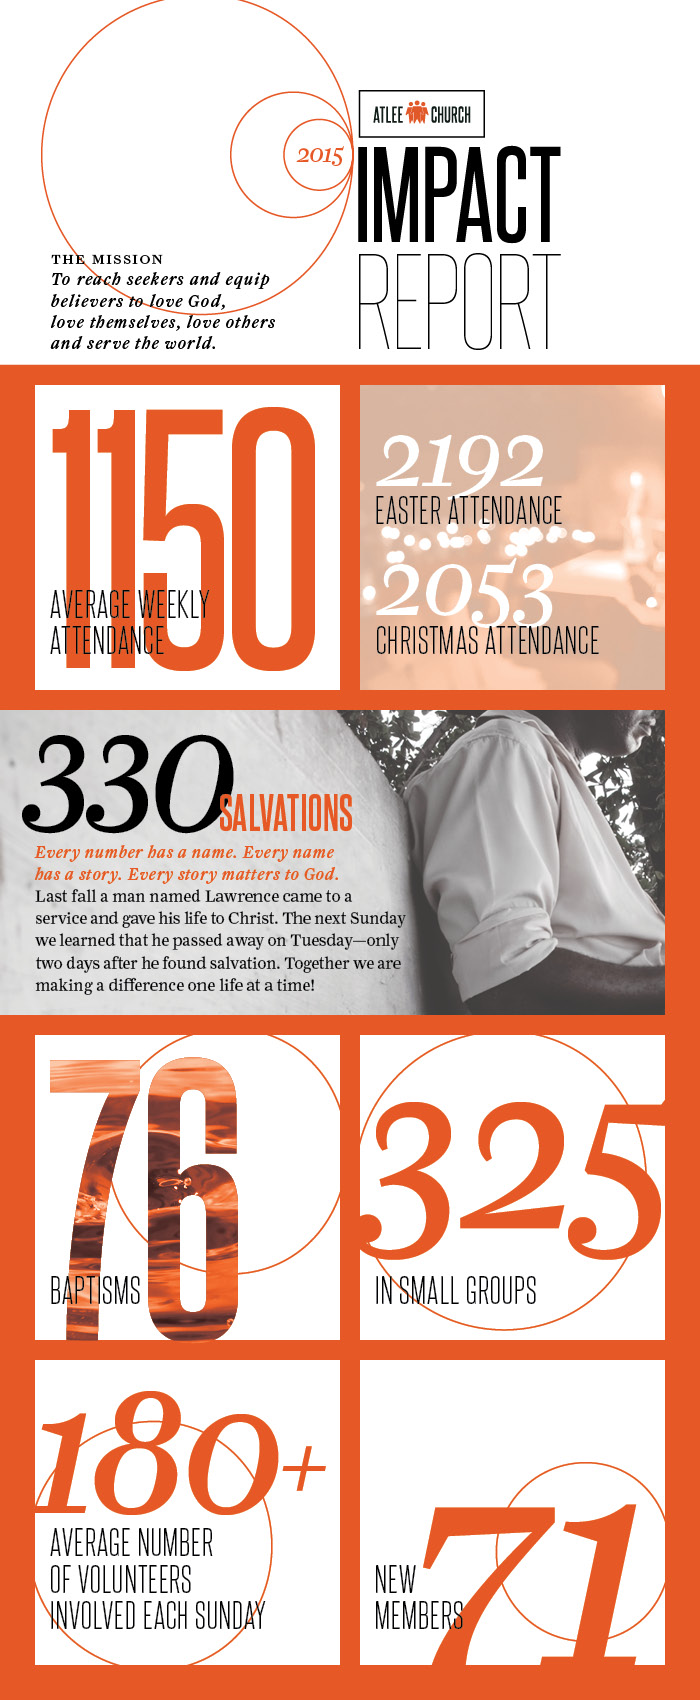 ATLEE CHURCH
2015
IMPACT
REPORT
THE MISSION
To reach seekers and equip
believers to love God,
love themselves, love others
and serve the world.
1150
AVERAGE WEEKLY
ATTENDANCE
2192
EASTER ATTENDANCE
2053
CHRISTMAS ATTENDANCE
330
SALVATIONS
Every number has a name. Every name
has a story. Every story matters to God.
Last fall a man named Lawrence came to a
service and gave his life to Christ. The next Sunday
we learned that he passed away on Tuesday—only
two days after he found salvation. Together we are
making a difference one life at a time!
76
BAPTISMS
325
IN SMALL GROUPS
180+
AVERAGE NUMBER
OF VOLUNTEERS
INVOLVED EACH SUNDAY
71
NEW
MEMBERS